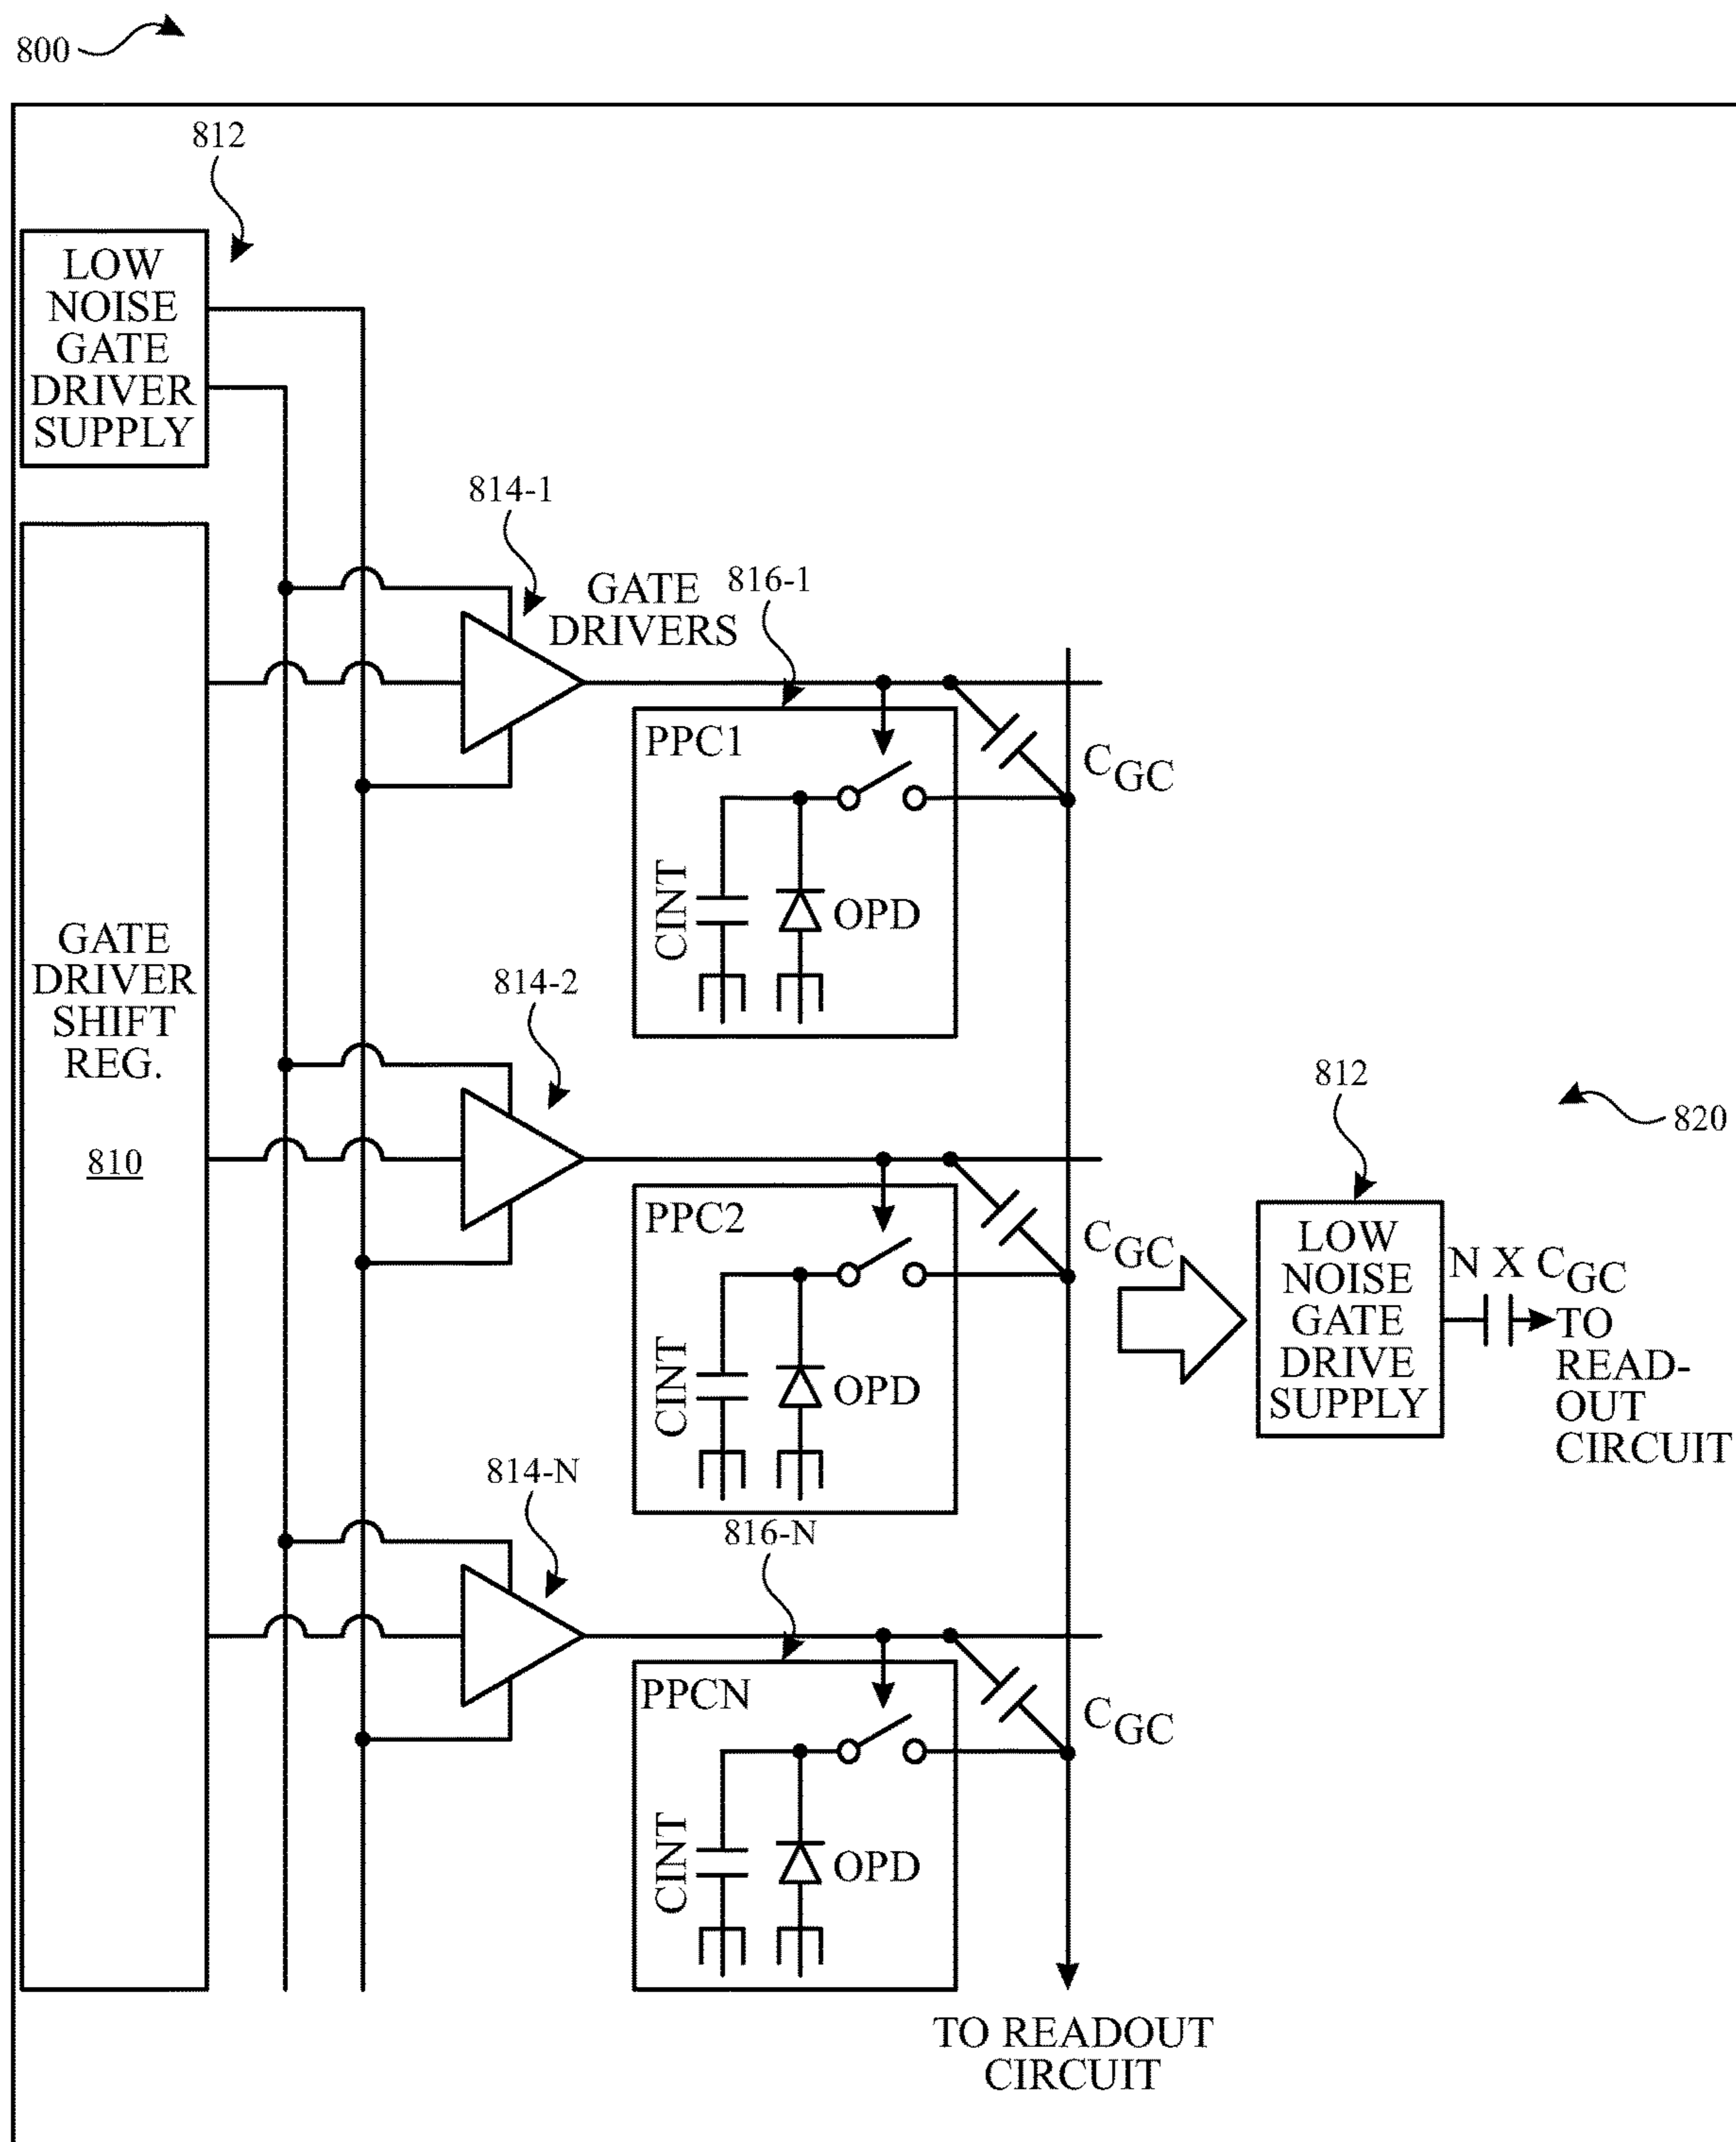 800
812
LOW
NOISE
GATE
DRIVER
SUPPLY
814-1
GATE
DRIVERS
816-1
PPC1
CGC
CINT
OPD
GATE
DRIVER
SHIFT
REG.
810
814-2
PPC2
CGC
CINT
OPD
812
820
LOW
NOISE
GATE
DRIVE
SUPPLY
N X CGC
TO
READ-
OUT
CIRCUIT
814-N
816-N
PPCN
CGC
CINT
OPD
TO READOUT
CIRCUIT